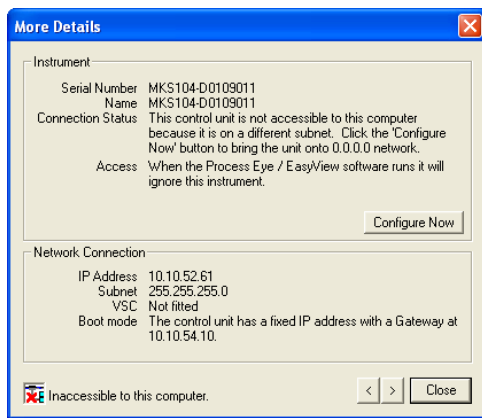 More Details
Instrument
Serial Number MKS104-D0109011
Name MKS104-D0109011
Connection Status This control unit is not accessible to this computer
because it is on a different subnet. Click the 'Configure
Now' button to bring the unit onto 0.0.0.0 network.
Access When the Process Eye / EasyView software runs it will
ignore this instrument.
Configure Now
Network Connection
IP Address 10.10.52.61
Subnet 255.255.255.0
VSC Not fitted
Boot mode The control unit has a fixed IP address with a Gateway at
10.10.54.10.
Inaccessible to this computer.
< > Close